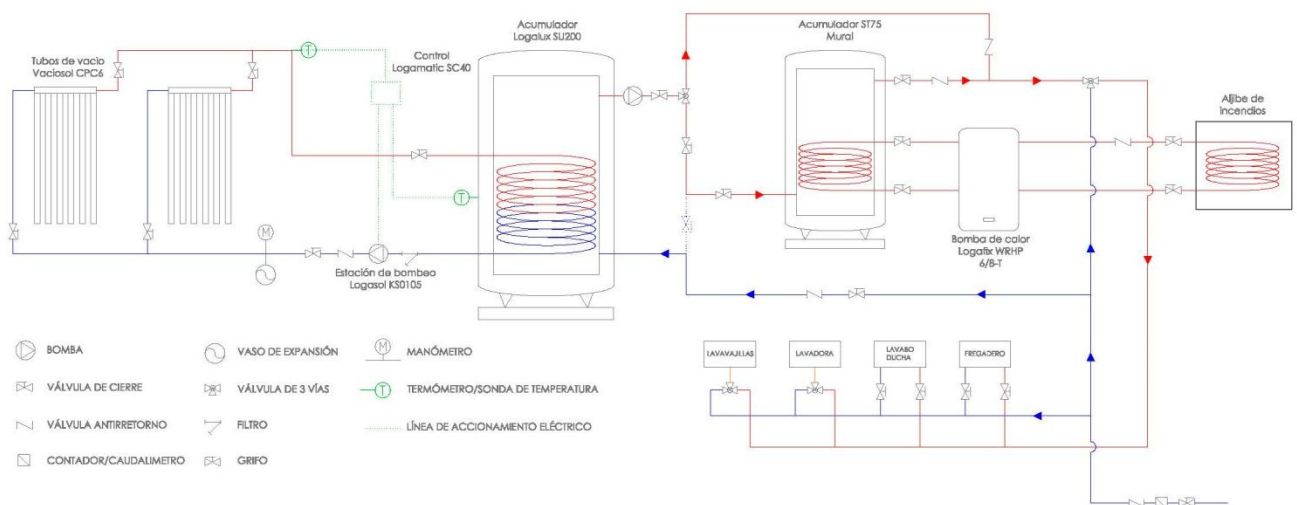 Tubos de vacio
Vaciosol CPC6
T
Control
Logamatic SC40
Acumulador
Logalux SU200
Acumulador ST75
Mural
Aljibe de
incendios
T
M
Estación de bombeo
Logasol KS0105
Bomba de calor
Logafix WRHP
6/8-T
BOMBA
VASO DE EXPANSIÓN
M
MANÓMETRO
VÁLVULA DE CIERRE
VÁLVULA DE 3 VÍAS
T
TERMÓMETRO/SONDA DE TEMPERATURA
VÁLVULA ANTIRRETORNO
FILTRO
LÍNEA DE ACCIONAMIENTO ELÉCTRICO
CONTADOR/CAUDALIMETRO
GRIFO
LAVAVAJILLAS
LAVADORA
LAVABO
DUCHA
FREGADERO